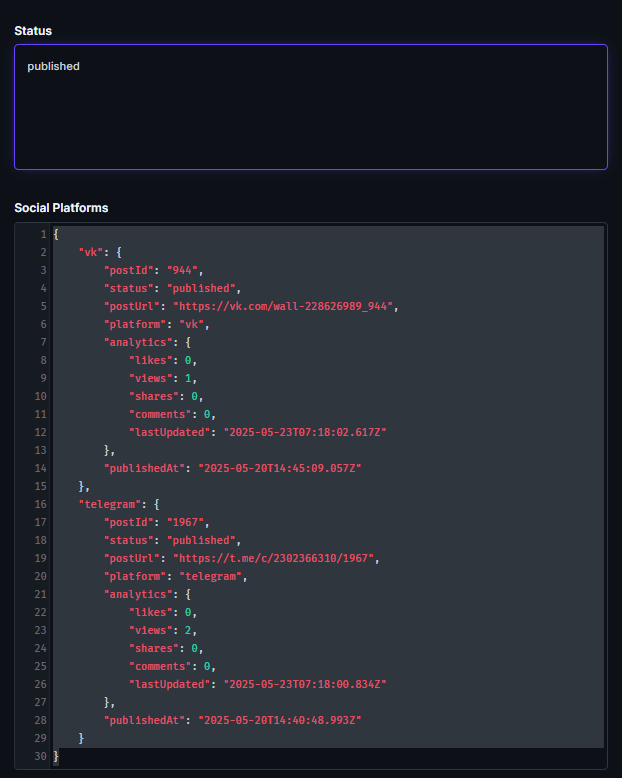 Status
published
Social Platforms
1 {
2 "vk": {
3 "postId": "944",
4 "status": "published",
5 "postUrl": "https://vk.com/wall-228626989_944",
6 "platform": "vk",
7 "analytics": {
8 "likes": 0,
9 "views": 1,
10 "shares": 0,
11 "comments": 0,
12 "lastUpdated": "2025-05-23T07:18:02.617Z"
13 },
14 "publishedAt": "2025-05-20T14:45:09.057Z"
15 },
16 "telegram": {
17 "postId": "1967",
18 "status": "published",
19 "postUrl": "https://t.me/c/2302366310/1967",
20 "platform": "telegram",
21 "analytics": {
22 "likes": 0,
23 "views": 2,
24 "shares": 0,
25 "comments": 0,
26 "lastUpdated": "2025-05-23T07:18:00.834Z"
27 },
28 "publishedAt": "2025-05-20T14:40:48.993Z"
29 }
30 }